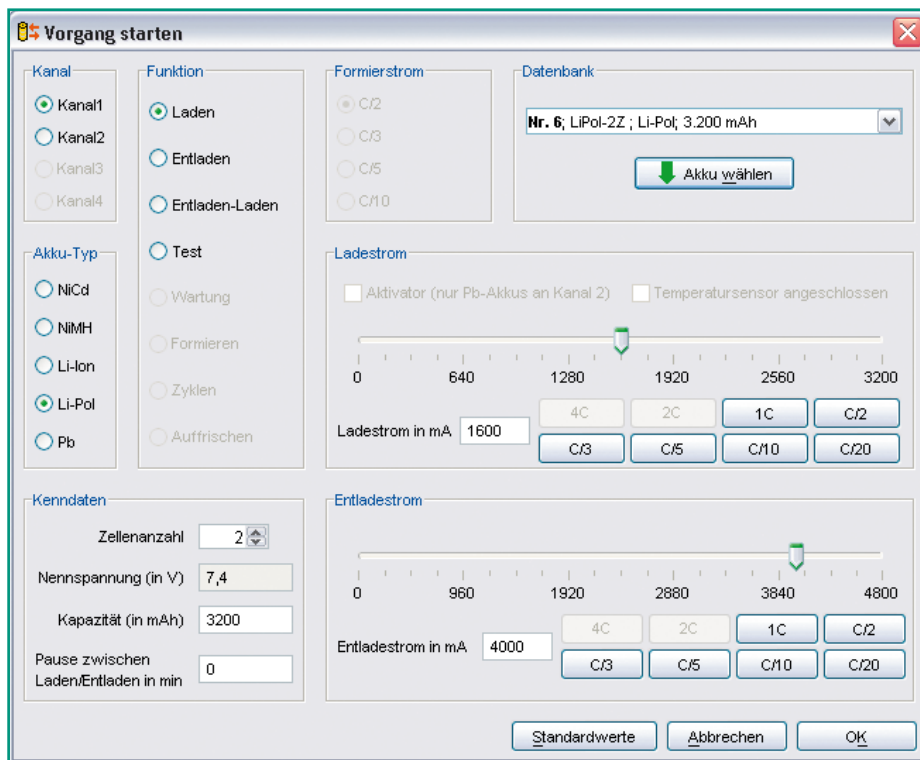 Vorgang starten
Kanal
Kanal1
Kanal2
Kanal3
Kanal4
Funktion
Laden
Entladen
Entladen-Laden
Test
Wartung
Formieren
Zyklen
Auffrischen
Formierstrom
C/2
C/3
C/5
C/10
Datenbank
Nr. 6; LiPol-2Z ; Li-Pol; 3.200 mAh
Akku wählen
Akku-Typ
NiCd
NiMH
Li-Ion
Li-Pol
Pb
Ladestrom
Aktivator (nur Pb-Akkus an Kanal 2) Temperatursensor angeschlossen
0 640 1280 1920 2560 3200
4C 2C 1C C/2
Ladestrom in mA 1600
C/3 C/5 C/10 C/20
Kenndaten
Zellenanzahl 2
Nennspannung (in V) 7,4
Kapazität (in mAh) 3200
Pause zwischen
Laden/Entladen in min 0
Entladestrom
0 960 1920 2880 3840 4800
4C 2C 1C C/2
Entladestrom in mA 4000
C/3 C/5 C/10 C/20
Standardwerte Abbrechen OK